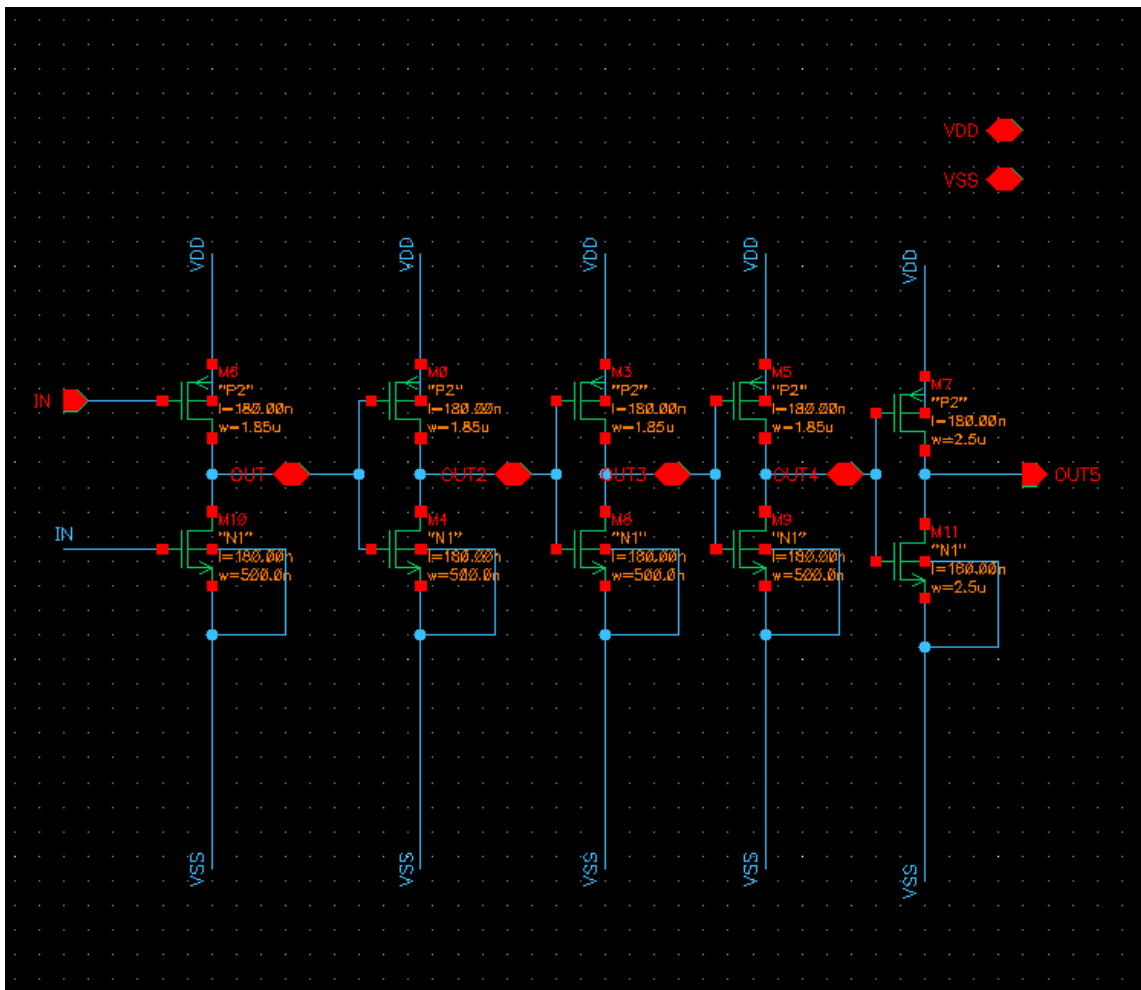 VDD
VSS
VDD
VDD
VDD
VDD
VDD
M6
"P2"
l=180.00n
w=1.85u
M0
"P2"
l=180.00n
w=1.85u
M3
"P2"
l=180.00n
w=1.85u
M5
"P2"
l=180.00n
w=1.85u
M7
"P2"
l=180.00n
w=2.5u
IN
OUT
OUT2
OUT3
OUT4
OUT5
IN
M10
"N1"
l=180.00n
w=500.0n
M4
"N1"
l=180.00n
w=500.0n
M8
"N1"
l=180.00n
w=500.0n
M9
"N1"
l=180.00n
w=500.0n
M11
"N1"
l=180.00n
w=2.5u
VSS
VSS
VSS
VSS
VSS